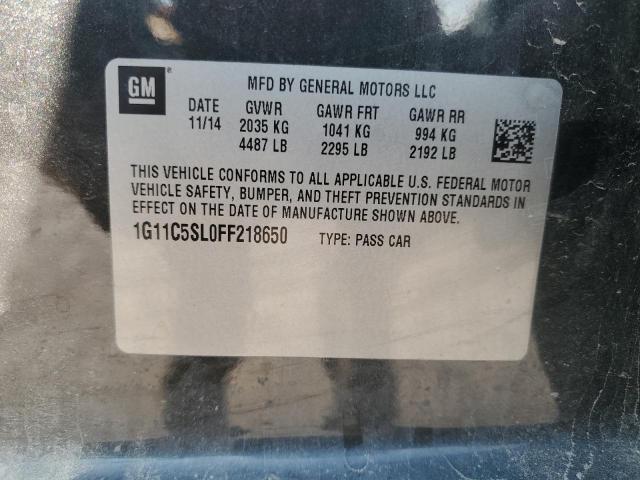 GM
MFD BY GENERAL MOTORS LLC
DATE GVWR GAWR FRT GAWR RR
11/14 2035 KG 1041 KG 994 KG
4487 LB 2295 LB 2192 LB
THIS VEHICLE CONFORMS TO ALL APPLICABLE U.S. FEDERAL MOTOR
VEHICLE SAFETY, BUMPER, AND THEFT PREVENTION STANDARDS IN
EFFECT ON THE DATE OF MANUFACTURE SHOWN ABOVE.
1G11C5SL0FF218650 TYPE: PASS CAR